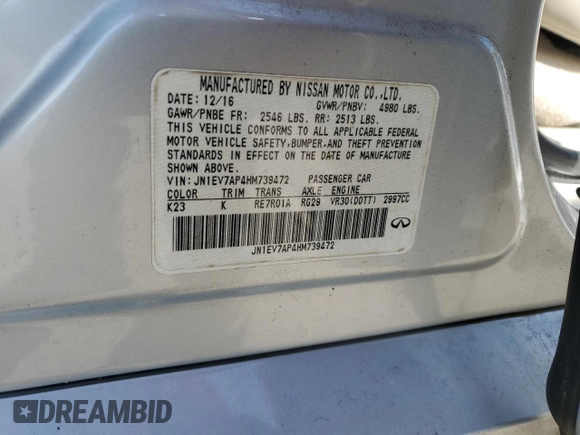 MANUFACTURED BY NISSAN MOTOR CO.,LTD.
DATE: 12/16 GVWR/PNBV: 4980 LBS.
GAWR/PNBE FR: 2546 LBS. RR: 2513 LBS.
THIS VEHICLE CONFORMS TO ALL APPLICABLE FEDERAL
MOTOR VEHICLE SAFETY,BUMPER,AND THEFT PREVENTION
STANDARDS IN EFFECT ON THE DATE OF MANUFACTURE
SHOWN ABOVE.
VIN: JN1EV7AP4HM739472 PASSENGER CAR
COLOR TRIM TRANS AXLE ENGINE
K23 K RE7R01A RG29 VR30(DDTT) 2997CC
JN1EV7AP4HM739472
DREAMBID